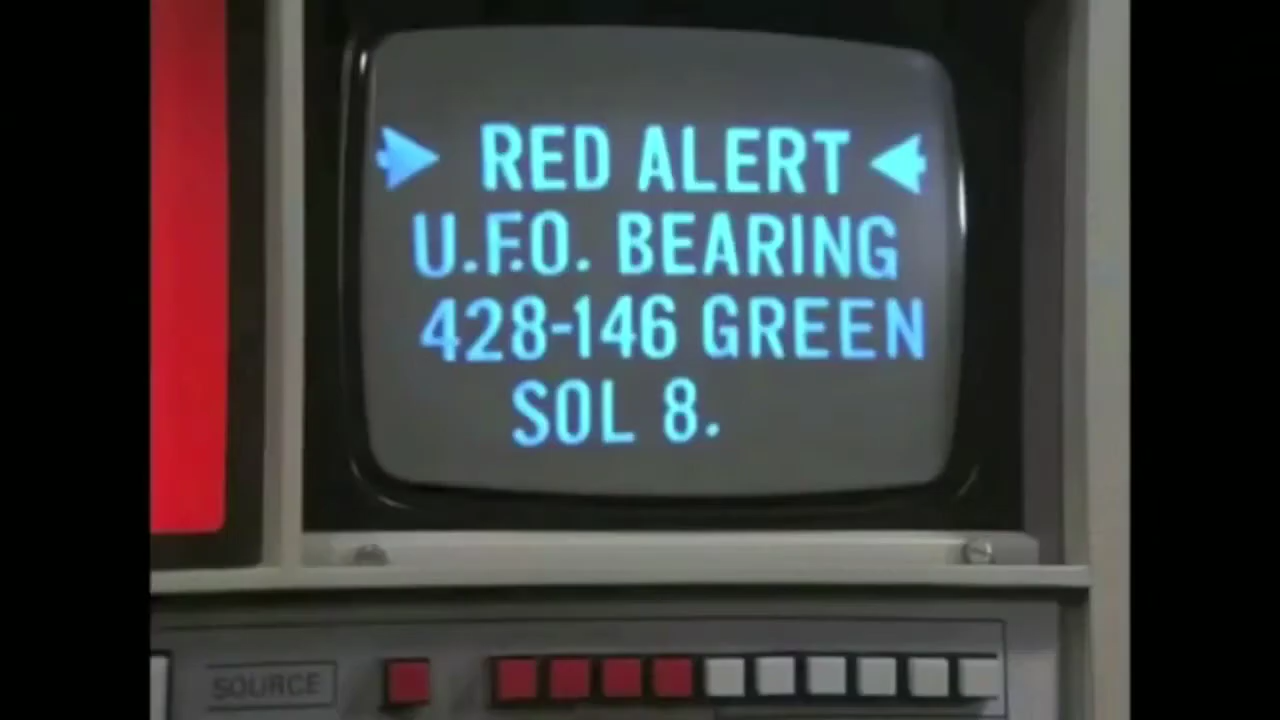 RED ALERT
U.F.O. BEARING
428-146 GREEN
SOL 8.
SOURCE